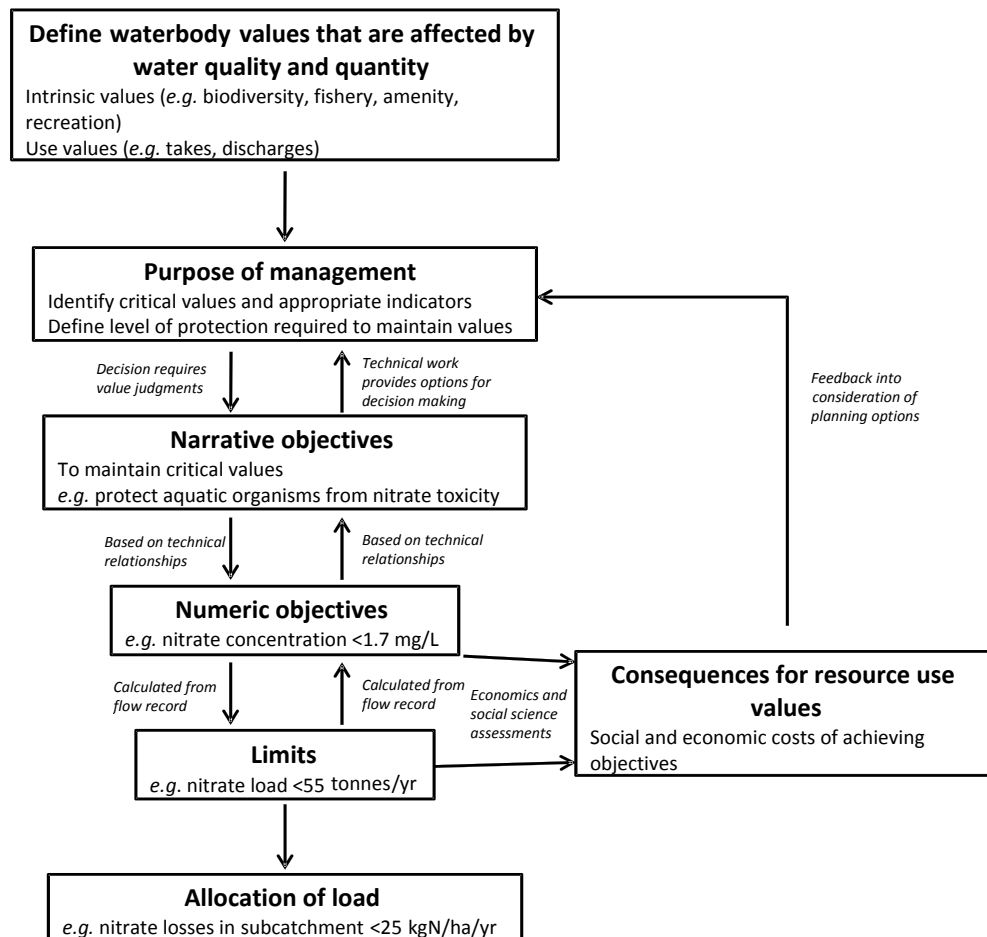 Define waterbody values that are affected by
water quality and quantity
Intrinsic values (e.g. biodiversity, fishery, amenity,
recreation)
Use values (e.g. takes, discharges)
Purpose of management
Identify critical values and appropriate indicators
Define level of protection required to maintain values
Decision requires
value judgments
Technical work
provides options for
decision making
Feedback into
consideration of
planning options
Narrative objectives
To maintain critical values
e.g. protect aquatic organisms from nitrate toxicity
Based on technical
relationships
Based on technical
relationships
Numeric objectives
e.g. nitrate concentration <1.7 mg/L
Calculated from
flow record
Calculated from
flow record
Economics and
social science
assessments
Consequences for resource use
values
Social and economic costs of achieving
objectives
Limits
e.g. nitrate load <55 tonnes/yr
Allocation of load
e.g. nitrate losses in subcatchment <25 kgN/ha/yr